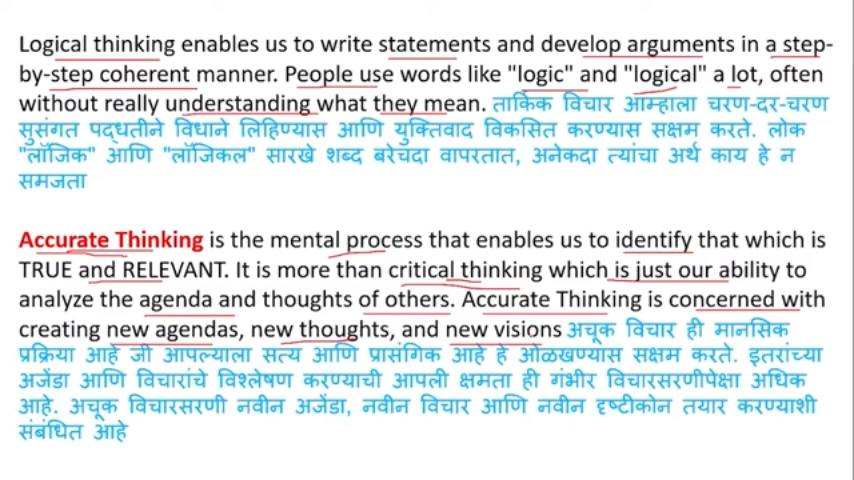 Logical thinking enables us to write statements and develop arguments in a step-
by-step coherent manner. People use words like "logic" and "logical" a lot, often
without really understanding what they mean. तार्किक विचार आम्हाला चरण-दर-चरण
सुसंगत पद्धतीने विधाने लिहिण्यास आणि युक्तिवाद विकसित करण्यास सक्षम करते. लोक
"लॉजिक" आणि "लॉजिकल" सारखे शब्द बरेचदा वापरतात, अनेकदा त्यांचा अर्थ काय हे न
समजता
Accurate Thinking is the mental process that enables us to identify that which is
TRUE and RELEVANT. It is more than critical thinking which is just our ability to
analyze the agenda and thoughts of others. Accurate Thinking is concerned with
creating new agendas, new thoughts, and new visions अचूक विचार ही मानसिक
प्रक्रिया आहे जी आपल्याला सत्य आणि प्रासंगिक आहे हे ओळखण्यास सक्षम करते. इतरांच्या
अजेंडा आणि विचारांचे विश्लेषण करण्याची आपली क्षमता ही गंभीर विचारसरणीपेक्षा अधिक
आहे. अचूक विचारसरणी नवीन अजेंडा, नवीन विचार आणि नवीन दृष्टीकोन तयार करण्याशी
संबंधित आहे